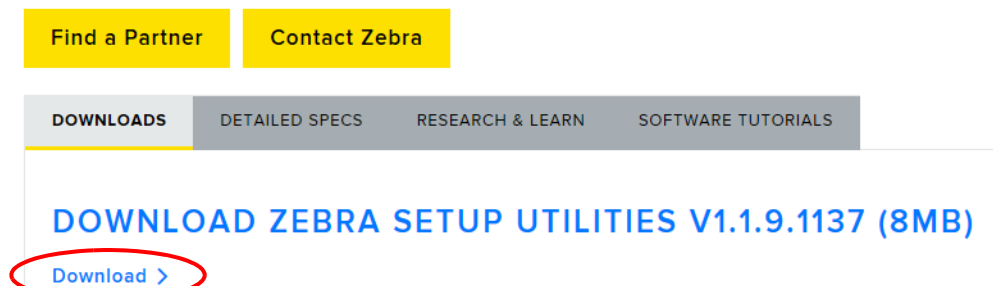 Find a Partner Contact Zebra
DOWNLOADS DETAILED SPECS RESEARCH & LEARN SOFTWARE TUTORIALS
DOWNLOAD ZEBRA SETUP UTILITIES V1.1.9.1137 (8MB)
Download >